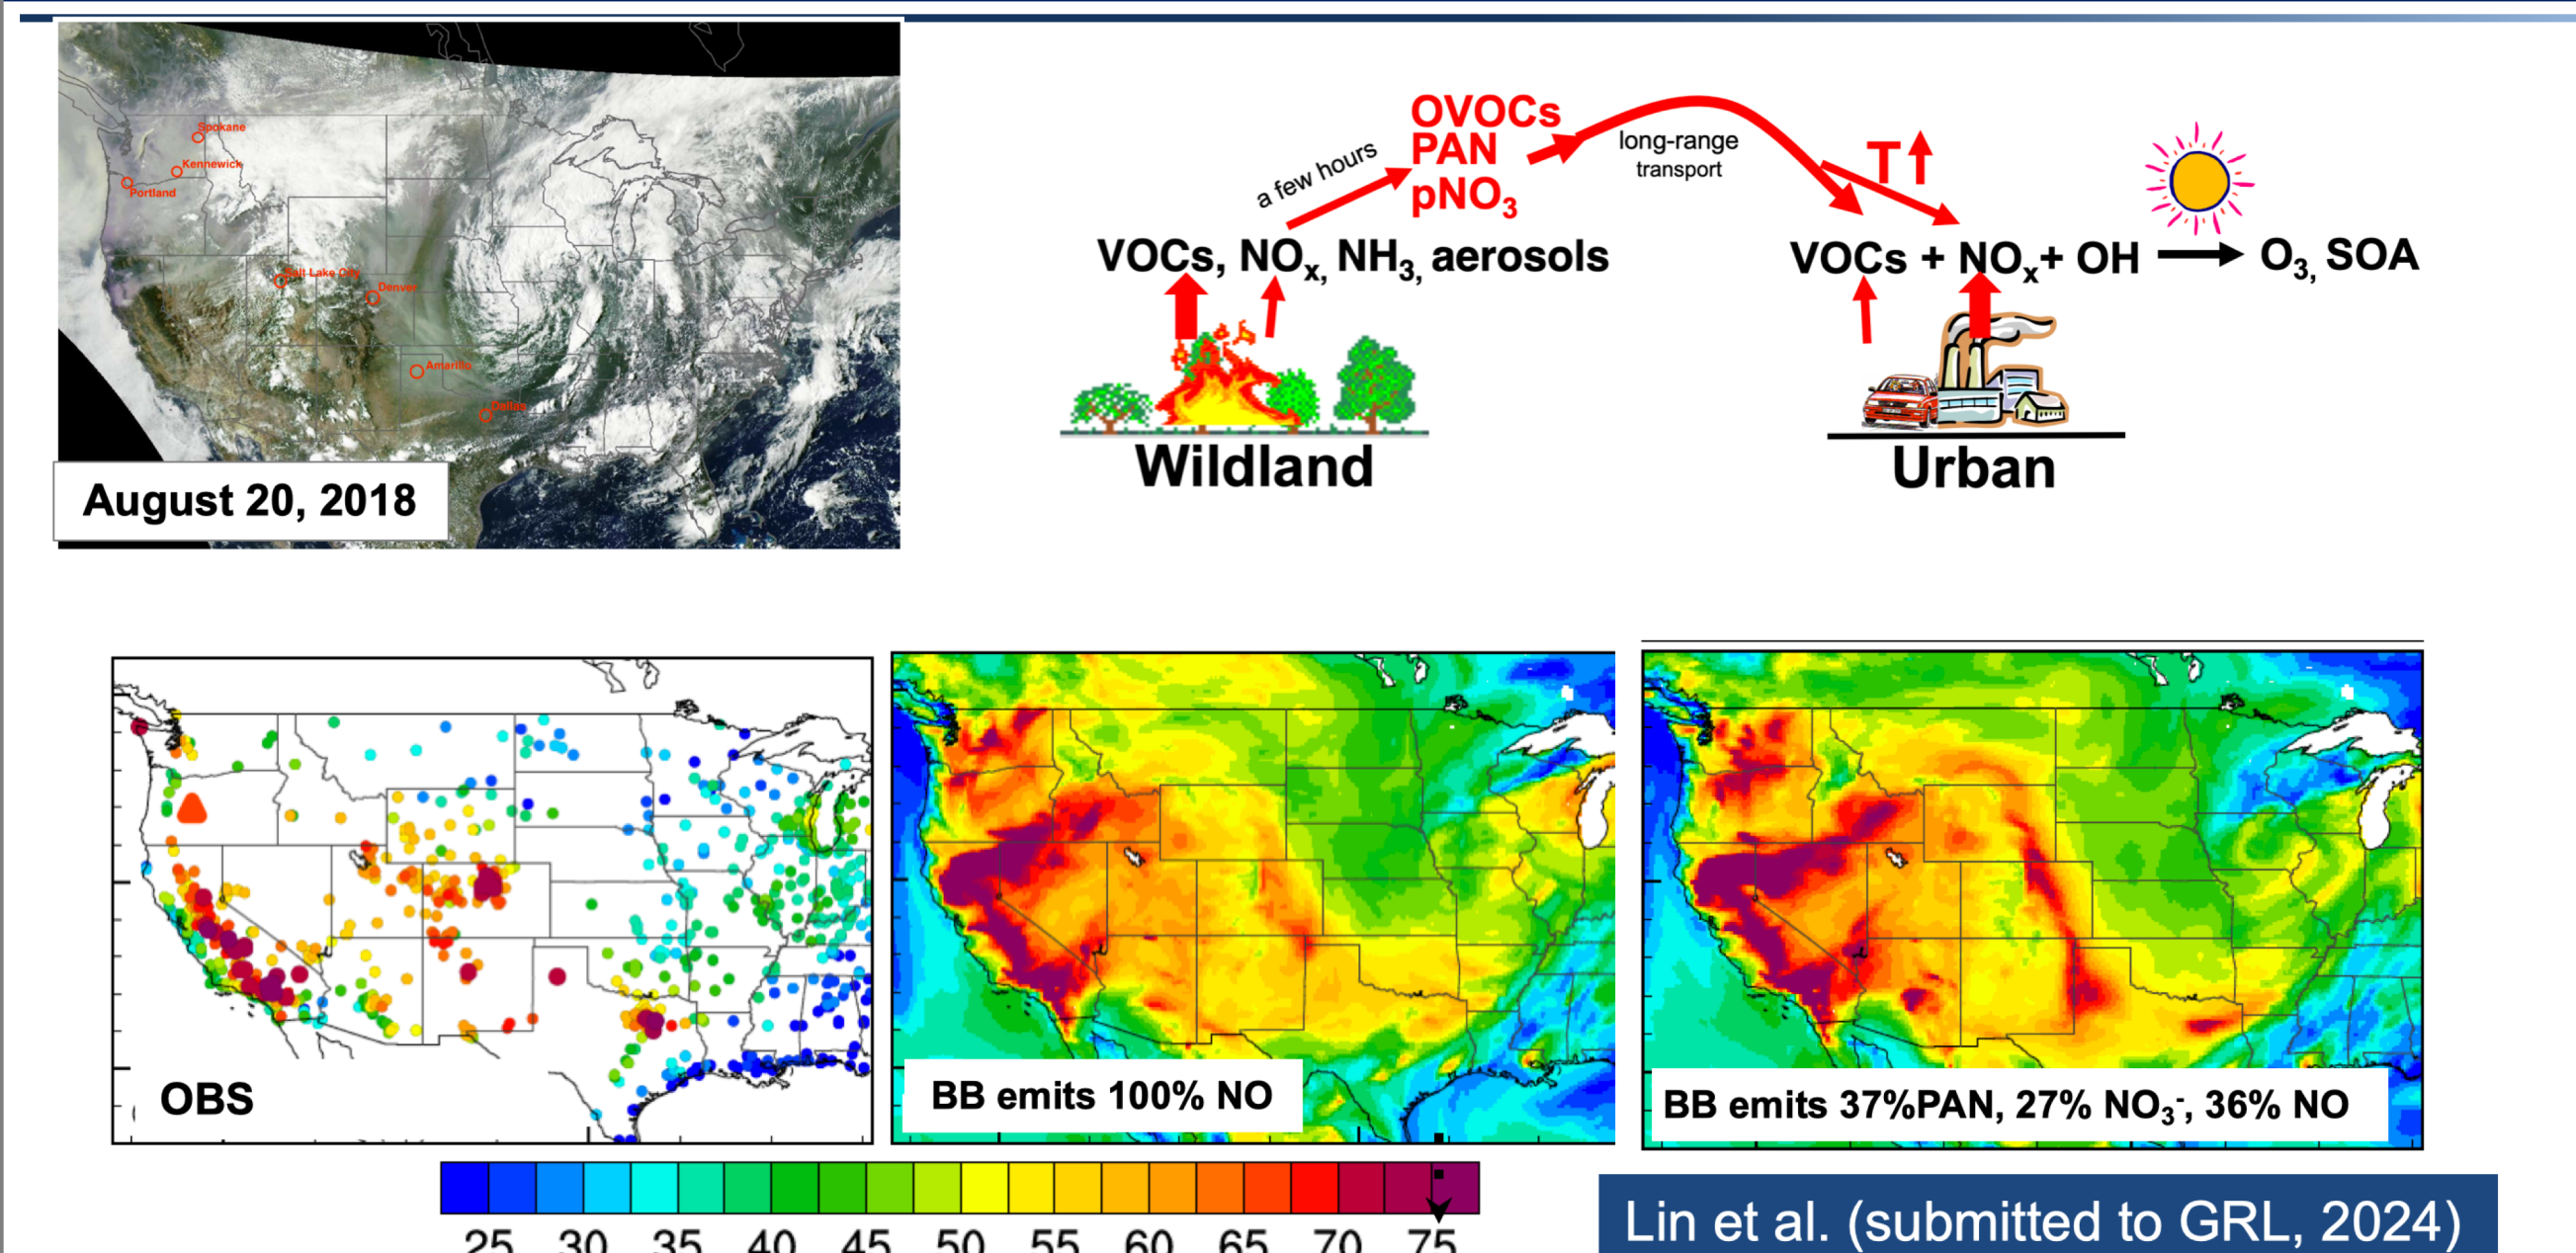 Spokane
Kennewick
Portland
Salt Lake City
Denver
Amarillo
Dallas
August 20, 2018
a few hours
OVOCs
PAN
pNO3
long-range
transport
T
VOCs, NOx, NH3, aerosols
Wildland
VOCs + NOx+ OH
O3, SOA
Urban
OBS
BB emits 100% NO
BB emits 37%PAN, 27% NO3-, 36% NO
25 30 35 40 45 50 55 60 65 70 75
Lin et al. (submitted to GRL, 2024)